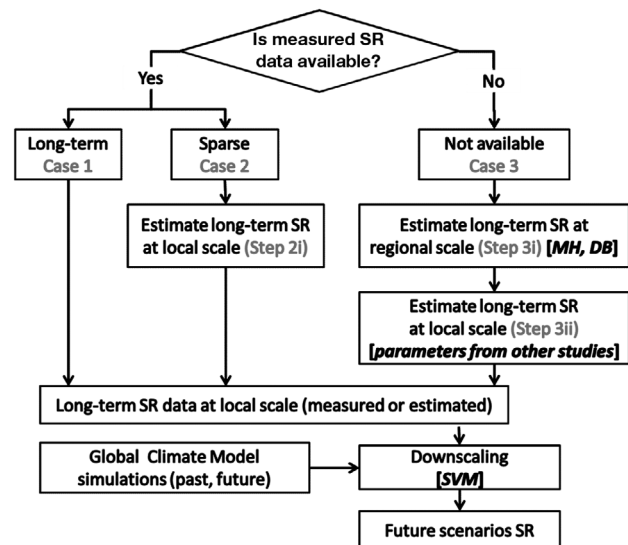 Is measured SR
data available?
Yes
No
Long-term
Case 1
Sparse
Case 2
Not available
Case 3
Estimate long-term SR
at local scale (Step 2i)
Estimate long-term SR at
regional scale (Step 3i) [MH, DB]
Estimate long-term SR
at local scale (Step 3ii)
[parameters from other studies]
Long-term SR data at local scale (measured or estimated)
Global Climate Model
simulations (past, future)
Downscaling
[SVM]
Future scenarios SR